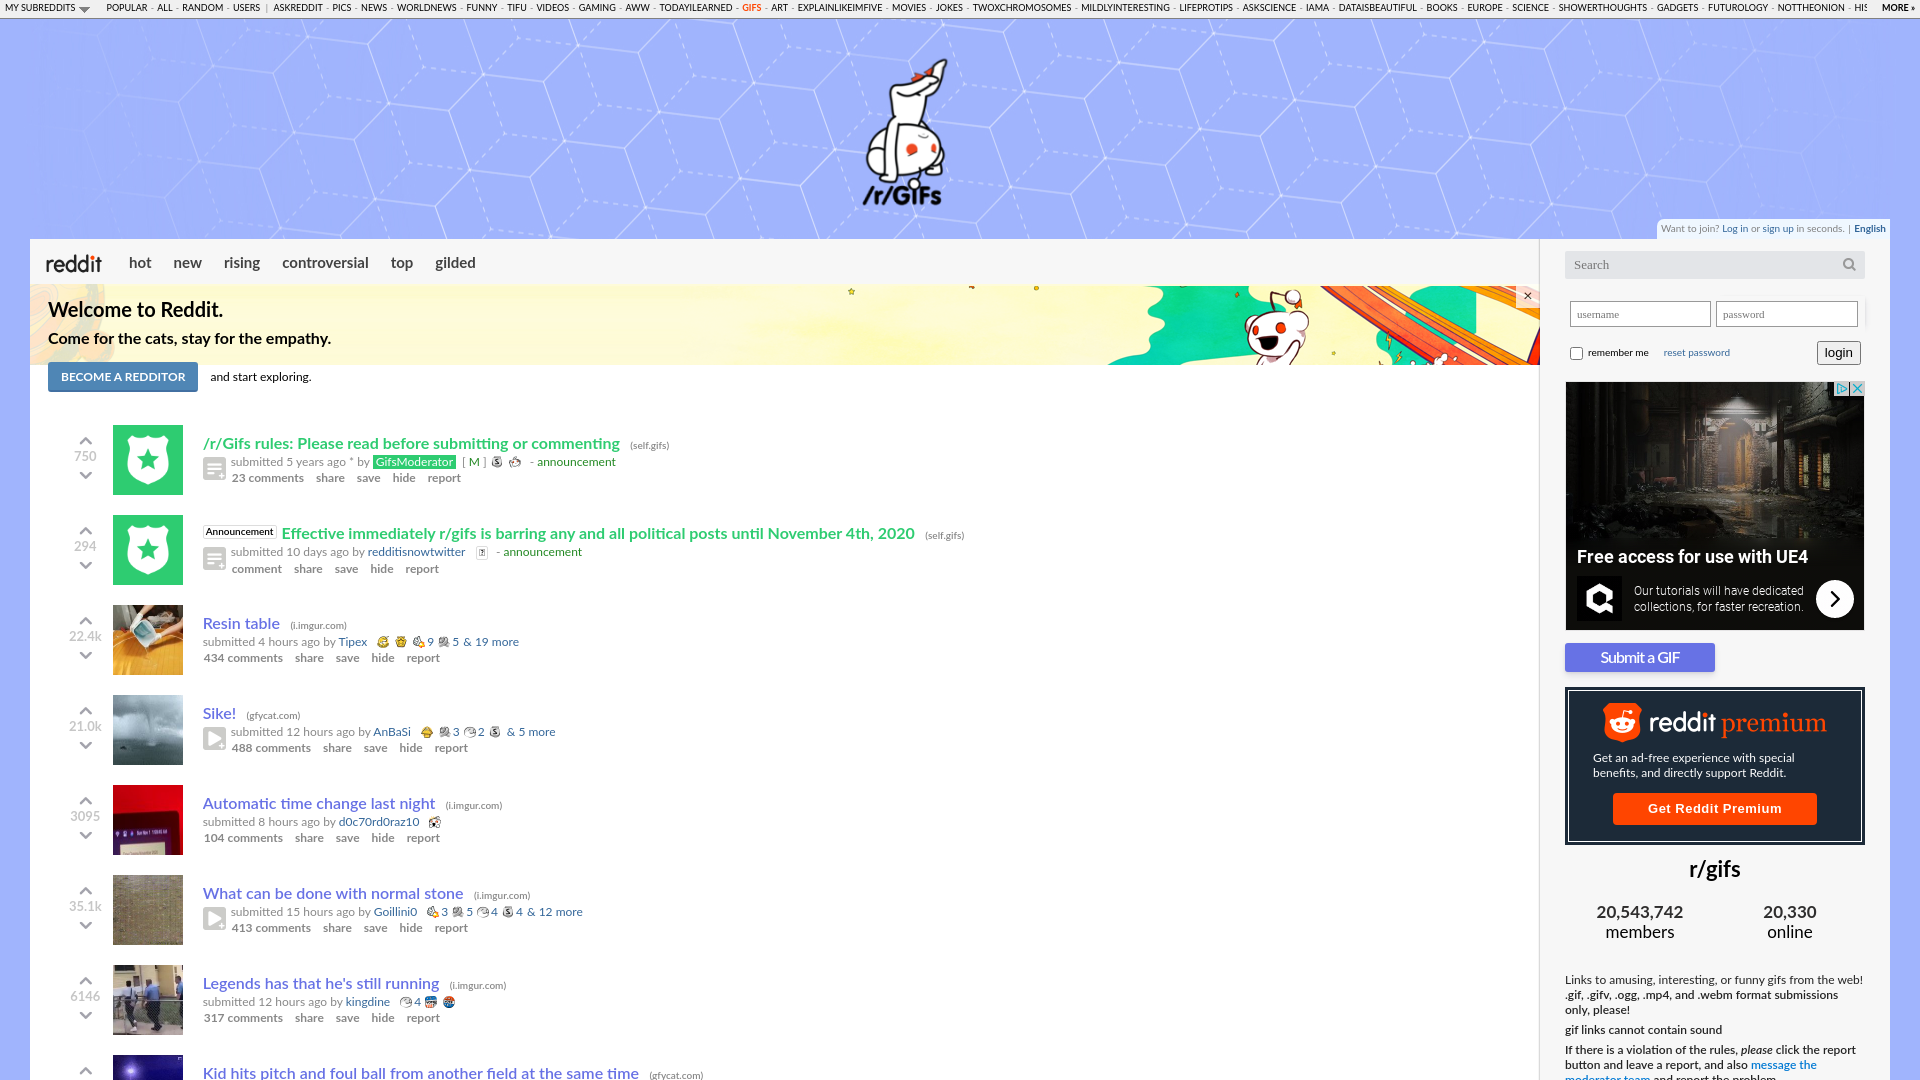 MY SUBREDDITS POPULAR - ALL - RANDOM - USERS | ASKREDDIT - PICS - NEWS - WORLDNEWS - FUNNY - TIFU - VIDEOS - GAMING - AWW - TODAYILEARNED - GIFS - ART - EXPLAINLIKEIMFIVE - MOVIES - JOKES - TWOXCHROMOSOMES - MILDLYINTERESTING - LIFEPROTIPS - ASKSCIENCE - IAMA - DATAISBEAUTIFUL - BOOKS - EUROPE - SCIENCE - SHOWERTHOUGHTS - GADGETS - FUTUROLOGY - NOTTHEONION - HIS MORE »
/r/GIFs
Want to join? Log in or sign up in seconds. | English
reddit hot new rising controversial top gilded
Search
Welcome to Reddit.
Come for the cats, stay for the empathy.
BECOME A REDDITOR and start exploring.
username password
remember me reset password login
750
/r/Gifs rules: Please read before submitting or commenting (self.gifs)
submitted 5 years ago * by GifsModerator [ M ] - announcement
23 comments share save hide report
294
Announcement Effective immediately r/gifs is barring any and all political posts until November 4th, 2020 (self.gifs)
submitted 10 days ago by redditisnowtwitter - announcement
comment share save hide report
22.4k
Resin table (i.imgur.com)
submitted 4 hours ago by Tipex 9 5 & 19 more
434 comments share save hide report
21.0k
Sike! (gfycat.com)
submitted 12 hours ago by AnBaSi 3 2 & 5 more
488 comments share save hide report
3095
Automatic time change last night (i.imgur.com)
submitted 8 hours ago by d0c70rd0raz10
104 comments share save hide report
35.1k
What can be done with normal stone (i.imgur.com)
submitted 15 hours ago by Goillini0 3 5 4 4 & 12 more
413 comments share save hide report
6146
Legends has that he's still running (i.imgur.com)
submitted 12 hours ago by kingdine 4
317 comments share save hide report
Kid hits pitch and foul ball from another field at the same time (gfycat.com)
Free access for use with UE4
Our tutorials will have dedicated
collections, for faster recreation.
Submit a GIF
reddit premium
Get an ad-free experience with special
benefits, and directly support Reddit.
Get Reddit Premium
r/gifs
20,543,742 20,330
members online
Links to amusing, interesting, or funny gifs from the web!
.gif, .gifv, .ogg, .mp4, and .webm format submissions
only, please!
gif links cannot contain sound
If there is a violation of the rules, please click the report
button and leave a report, and also message the
moderator team and report the problem.